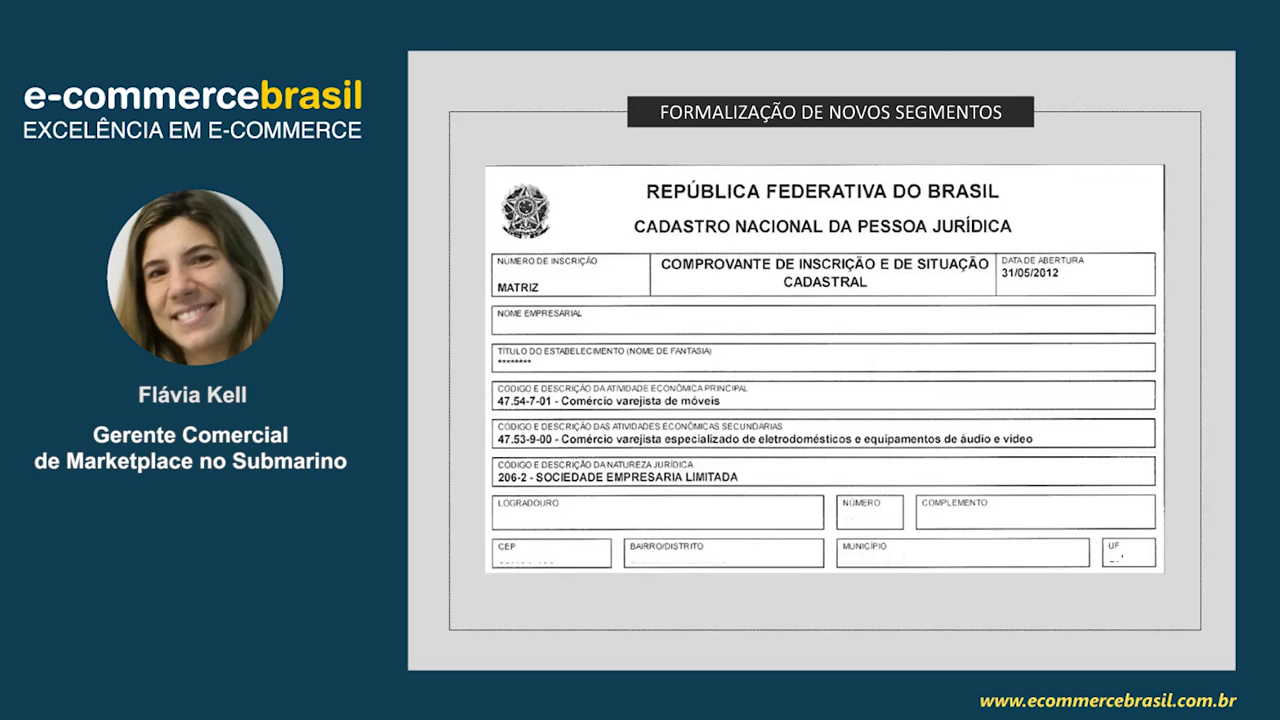 e-commercebrasil
EXCELÊNCIA EM E-COMMERCE
Flávia Kell
Gerente Comercial
de Marketplace no Submarino
FORMALIZAÇÃO DE NOVOS SEGMENTOS
REPÚBLICA FEDERATIVA DO BRASIL
CADASTRO NACIONAL DA PESSOA JURÍDICA
NÚMERO DE INSCRIÇÃO
MATRIZ
COMPROVANTE DE INSCRIÇÃO E DE SITUAÇÃO
CADASTRAL
DATA DE ABERTURA
31/05/2012
NOME EMPRESARIAL
TÍTULO DO ESTABELECIMENTO (NOME DE FANTASIA)
********
CÓDIGO E DESCRIÇÃO DA ATIVIDADE ECONÔMICA PRINCIPAL
47.54-7-01 - Comércio varejista de móveis
CÓDIGO E DESCRIÇÃO DAS ATIVIDADES ECONÔMICAS SECUNDÁRIAS
47.53-9-00 - Comércio varejista especializado de eletrodomésticos e equipamentos de áudio e vídeo
CÓDIGO E DESCRIÇÃO DA NATUREZA JURÍDICA
206-2 - SOCIEDADE EMPRESARIA LIMITADA
LOGRADOURO
NÚMERO
COMPLEMENTO
CEP
BAIRRO/DISTRITO
MUNICÍPIO
UF
www.ecommercebrasil.com.br